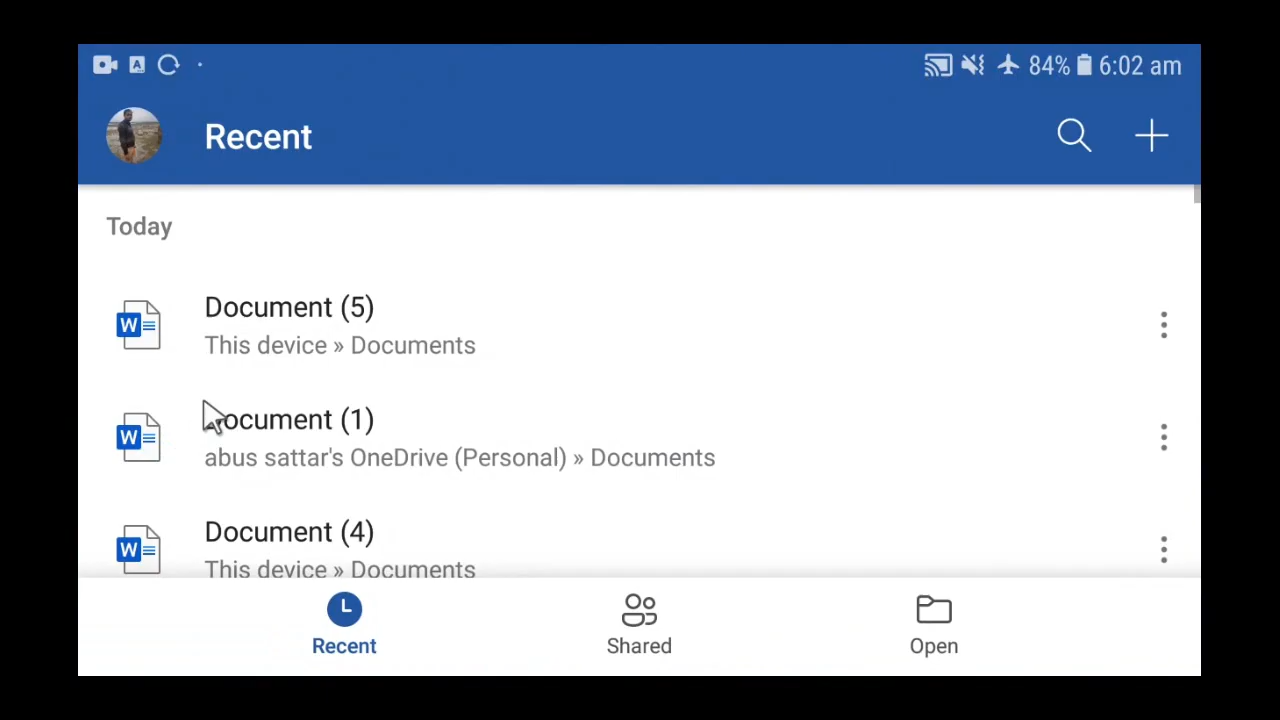 84% 6:02 am
Recent
Today
Document (5)
This device » Documents
Document (1)
abus sattar's OneDrive (Personal) » Documents
Document (4)
This device » Documents
Recent Shared Open